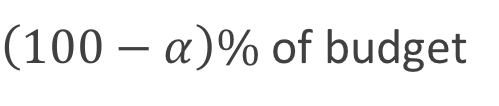 (100 − 𝛼)% of budget